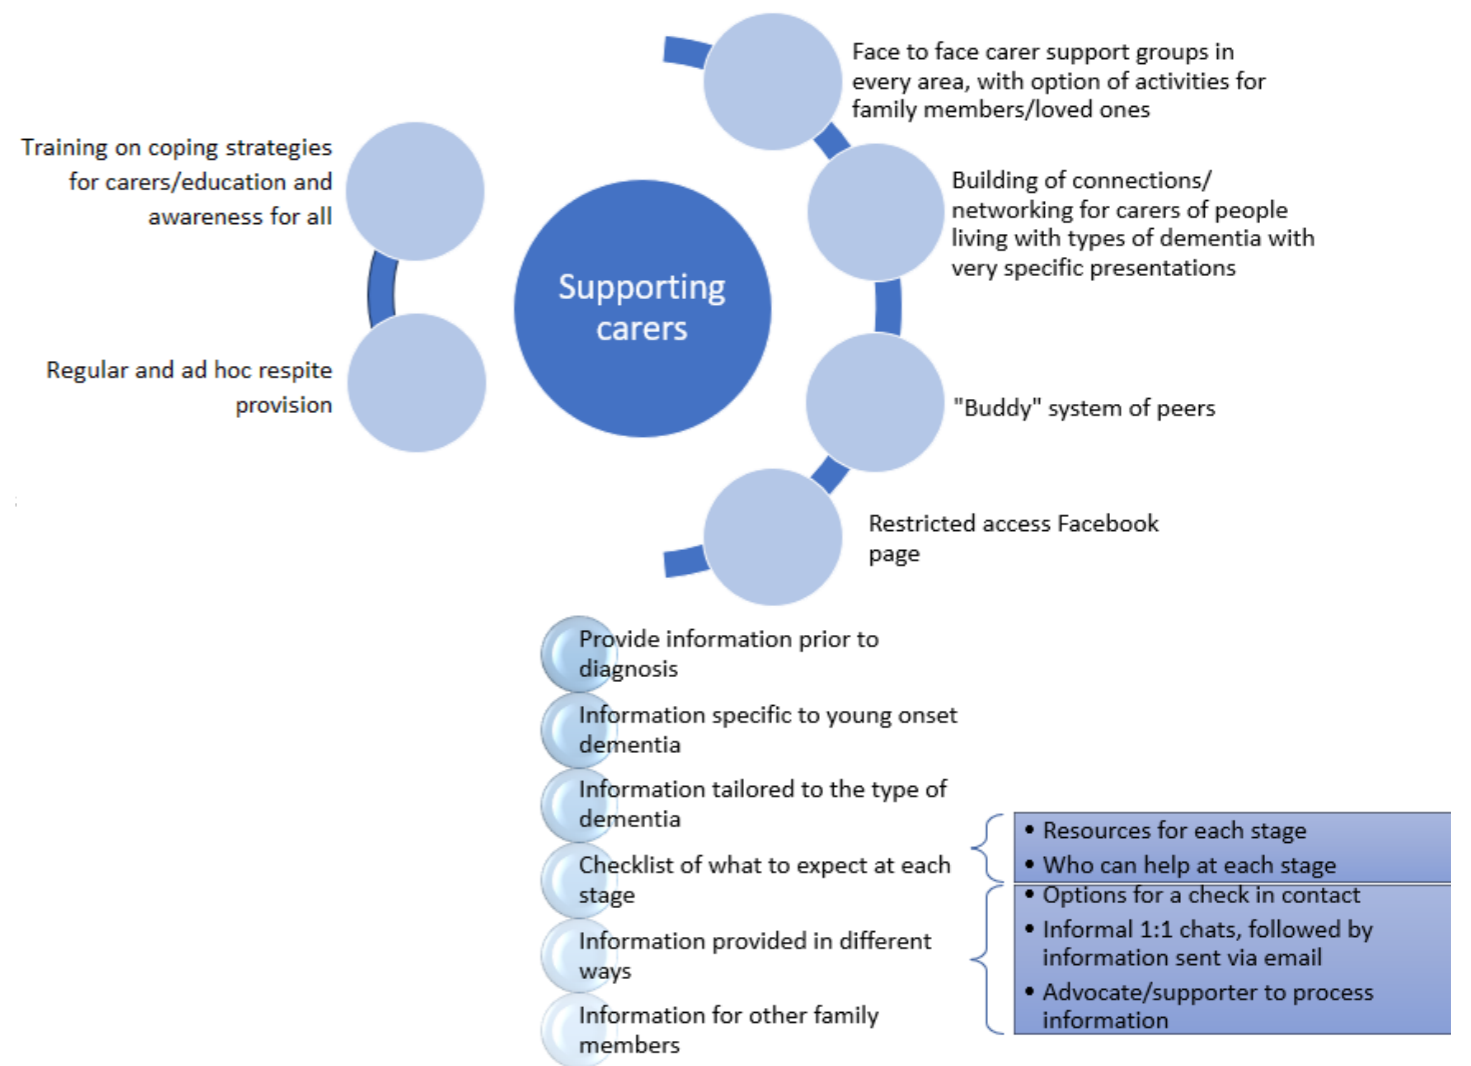 Face to face carer support groups in
every area, with option of activities for
family members/loved ones
Training on coping strategies
for carers/education and
awareness for all
Building of connections/
networking for carers of people
living with types of dementia with
very specific presentations
Supporting
carers
Regular and ad hoc respite
provision
"Buddy" system of peers
Restricted access Facebook
page
Provide information prior to
diagnosis
Information specific to young onset
dementia
Information tailored to the type of
dementia
Checklist of what to expect at each
stage
• Resources for each stage
• Who can help at each stage
Information provided in different
ways
• Options for a check in contact
• Informal 1:1 chats, followed by
information sent via email
• Advocate/supporter to process
information
Information for other family
members